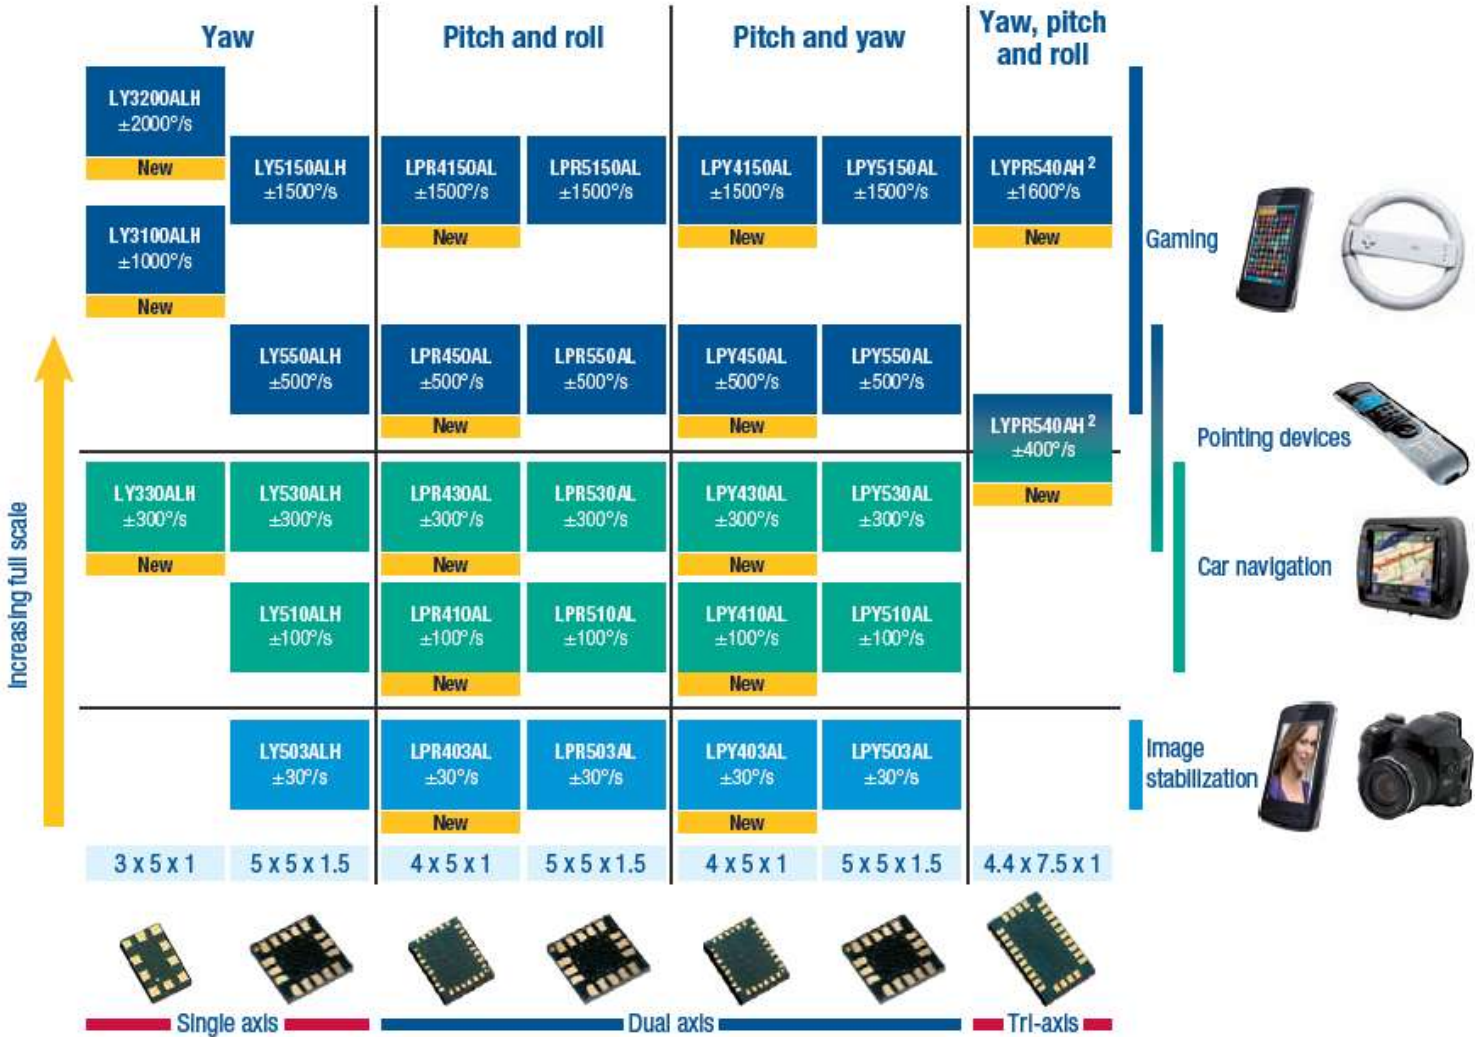 Yaw
Pitch and roll
Pitch and yaw
Yaw, pitch
and roll
LY3200ALH
±2000°/s
New
LY5150ALH
±1500°/s
LPR4150AL
±1500°/s
New
LPR5150AL
±1500°/s
LPY4150AL
±1500°/s
New
LPY5150AL
±1500°/s
LYPR540AH 2
±1600°/s
New
LY3100ALH
±1000°/s
New
Gaming
LY550ALH
±500°/s
LPR450AL
±500°/s
New
LPR550AL
±500°/s
LPY450AL
±500°/s
New
LPY550AL
±500°/s
LYPR540AH 2
±400°/s
New
Pointing devices
LY330ALH
±300°/s
New
LY530ALH
±300°/s
LPR430AL
±300°/s
New
LPR530AL
±300°/s
LPY430AL
±300°/s
New
LPY530AL
±300°/s
Car navigation
LY510ALH
±100°/s
LPR410AL
±100°/s
New
LPR510AL
±100°/s
LPY410AL
±100°/s
New
LPY510AL
±100°/s
Increasing full scale
LY503ALH
±30°/s
LPR403AL
±30°/s
New
LPR503AL
±30°/s
LPY403AL
±30°/s
New
LPY503AL
±30°/s
Image
stabilization
3 x 5 x 1
5 x 5 x 1.5
4 x 5 x 1
5 x 5 x 1.5
4 x 5 x 1
5 x 5 x 1.5
4.4 x 7.5 x 1
Single axis
Dual axis
Tri-axis